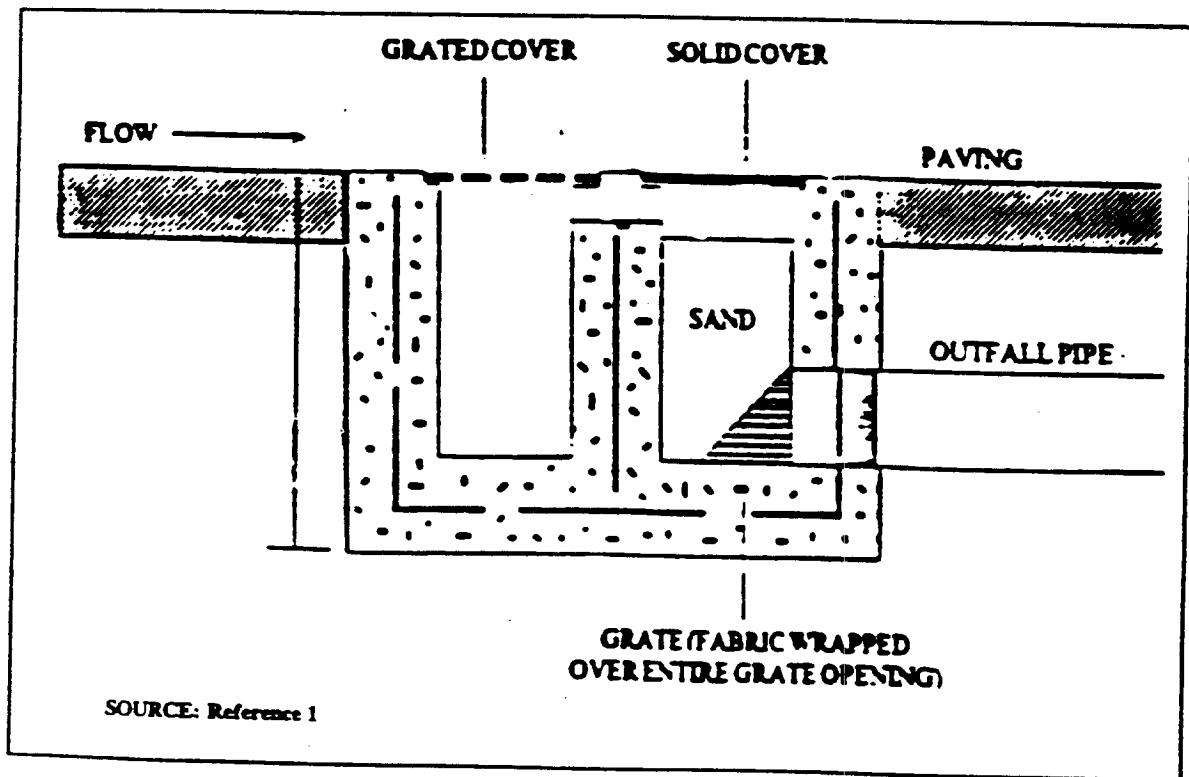 GRATED COVER
SOLID COVER
FLOW
PAVING
SAND
OUTFALL PIPE
GRATE (FABRIC WRAPPED
OVER ENTIRE GRATE OPENING)
SOURCE: Reference 1